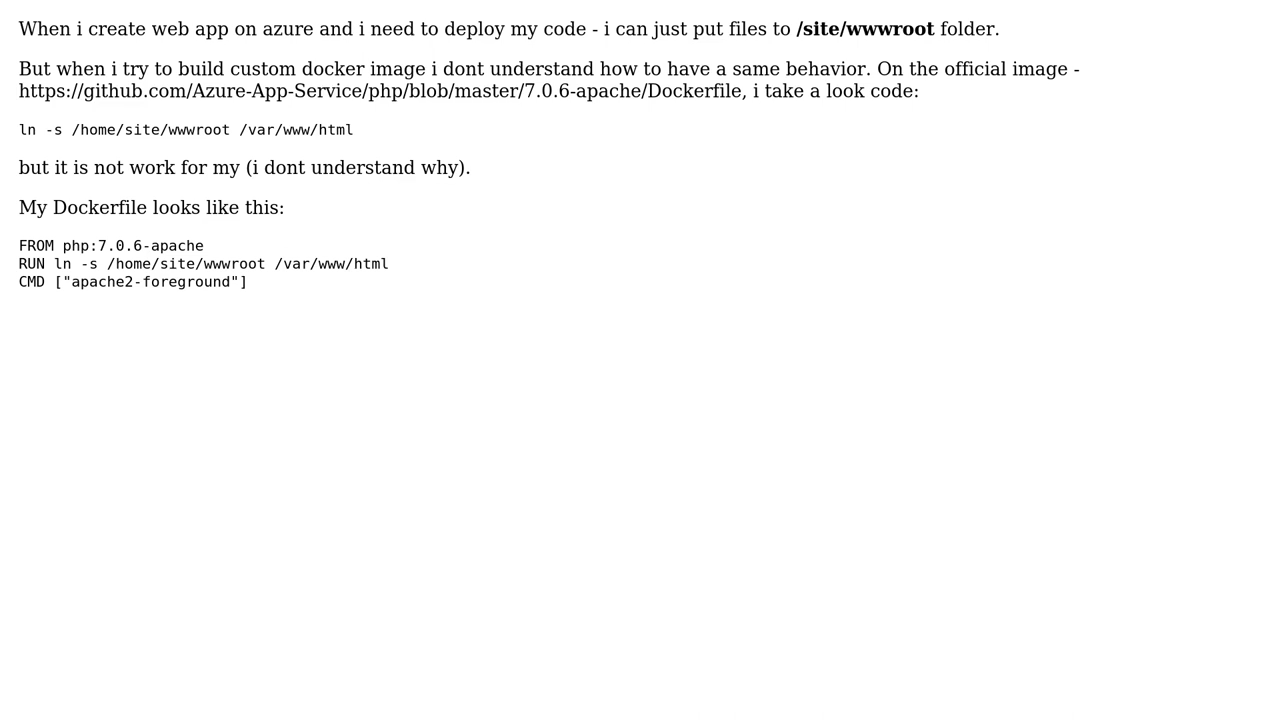 When i create web app on azure and i need to deploy my code - i can just put files to /site/wwwroot folder.
But when i try to build custom docker image i dont understand how to have a same behavior. On the official image -
https://github.com/Azure-App-Service/php/blob/master/7.0.6-apache/Dockerfile, i take a look code:
ln -s /home/site/wwwroot /var/www/html
but it is not work for my (i dont understand why).
My Dockerfile looks like this:
FROM php:7.0.6-apache
RUN ln -s /home/site/wwwroot /var/www/html
CMD ["apache2-foreground"]